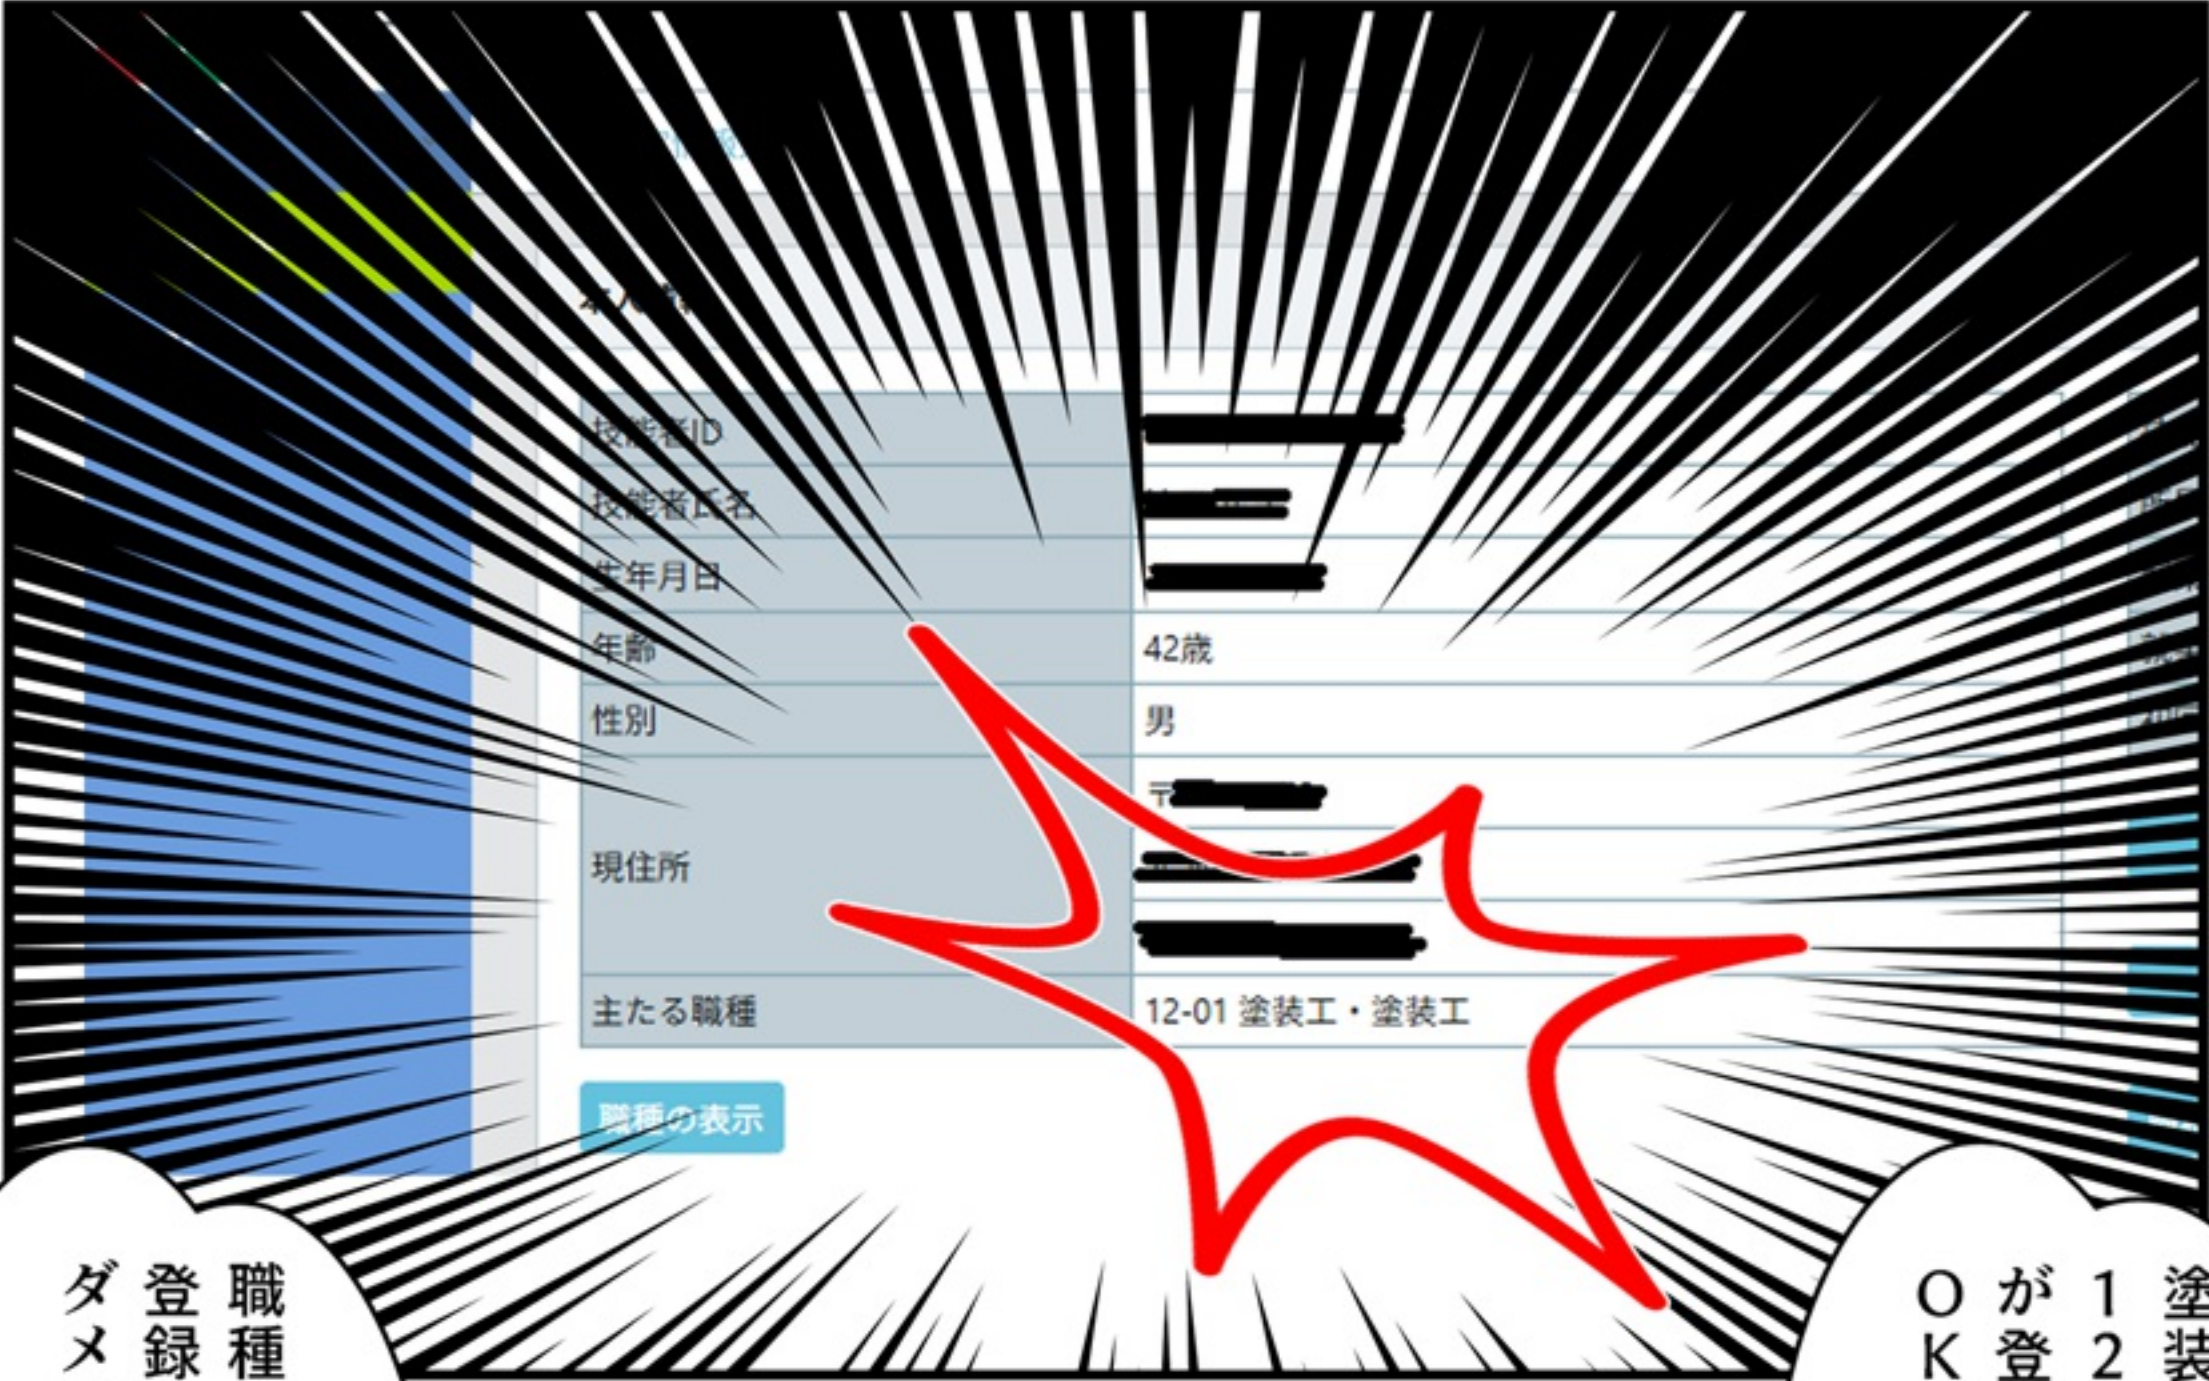 技能者ID
技能者氏名
生年月日
年齢 42歳
性別 男
〒
現住所
主たる職種 12-01 塗装工・塗装工
職種の表示
塗装
12
が登
OK
職種
登録
ダメ